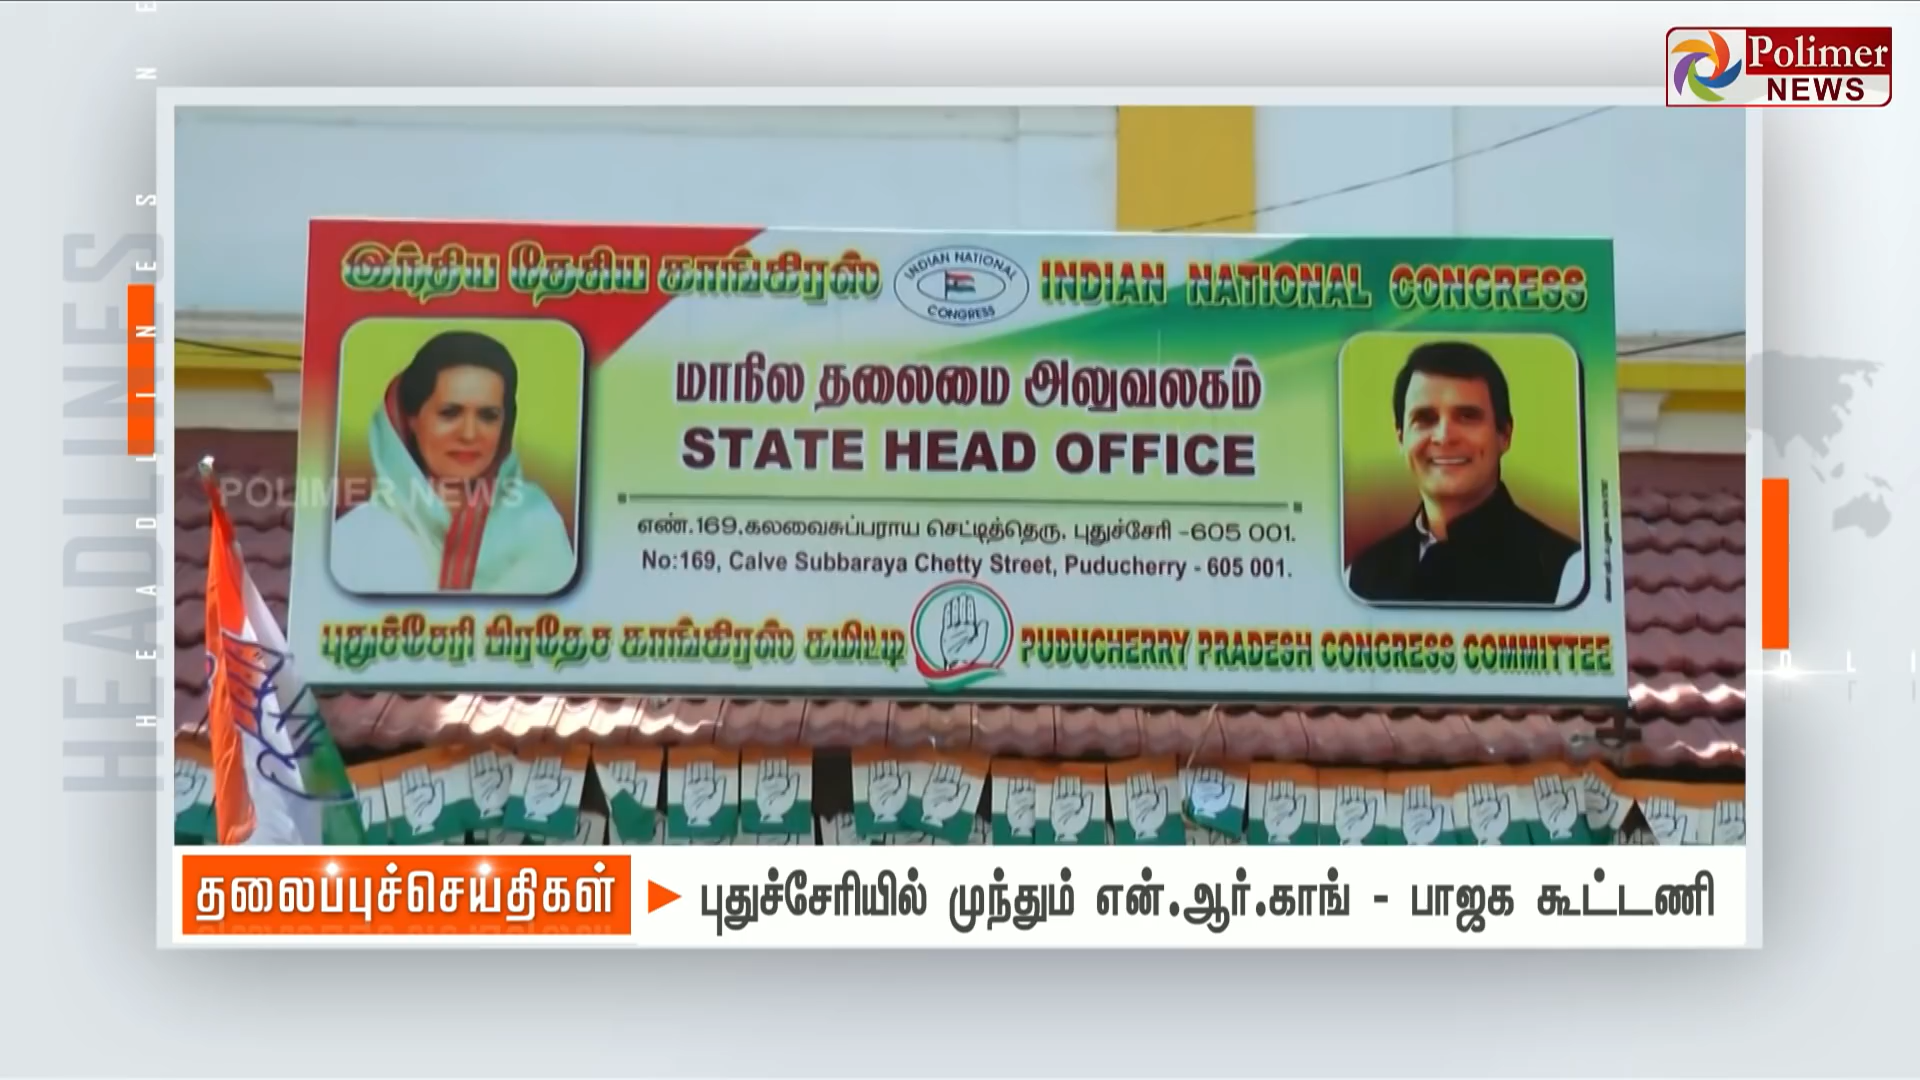 Polimer
NEWS
HEADLINES
HEADLINES
இந்திய தேசிய காங்கிரஸ்
INDIAN NATIONAL
CONGRESS
INDIAN NATIONAL CONGRESS
மாநில தலைமை அலுவலகம்
STATE HEAD OFFICE
POLIMER NEWS
எண்.169.கலவைசுப்பராய செட்டித்தெரு. புதுச்சேரி -605 001.
No:169, Calve Subbaraya Chetty Street, Puducherry - 605 001.
புதுச்சேரி பிரதேச காங்கிரஸ் கமிட்டி
PUDUCHERRY PRADESH CONGRESS COMMITTEE
தலைப்புச்செய்திகள்
புதுச்சேரியில் முந்தும் என்.ஆர்.காங் - பாஜக கூட்டணி